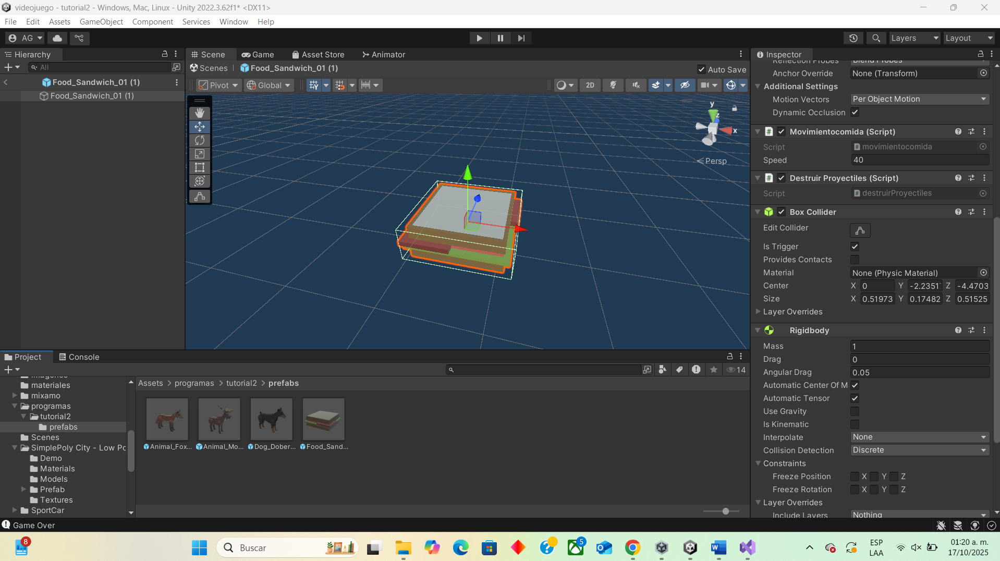 videojuego - tutorial2 - Windows, Mac, Linux - Unity 2022.3.62f1* <DX11>
File Edit Assets GameObject Component Services Window Help
AG
Layers Layout
Hierarchy
All
Food_Sandwich_01 (1)
Food_Sandwich_01 (1)
Scene Game Asset Store Animator
Scenes Food_Sandwich_01 (1) Auto Save
Pivot Global 2D
y
z
x
Persp
Inspector
Reflection Probes Blend Probes
Anchor Override None (Transform)
Additional Settings
Motion Vectors Per Object Motion
Dynamic Occlusion
Movimientocomida (Script)
Script movimientocomida
Speed 40
Destruir Proyectiles (Script)
Script destruirProyectiles
Box Collider
Edit Collider
Is Trigger
Provides Contacts
Material None (Physic Material)
Center X 0 Y -2.2351 Z -4.4703
Size X 0.51973 Y 0.17482 Z 0.51525
Layer Overrides
Rigidbody
Mass 1
Drag 0
Angular Drag 0.05
Automatic Center Of M
Automatic Tensor
Use Gravity
Is Kinematic
Interpolate None
Collision Detection Discrete
Constraints
Freeze Position X Y Z
Freeze Rotation X Y Z
Layer Overrides
Include Layers Nothing
Project Console
14
imagenes
materiales
mixamo
programas
tutorial2
prefabs
Scenes
SimplePoly City - Low Po
Demo
Materials
Models
Prefab
Textures
SportCar
Assets > programas > tutorial2 > prefabs
Animal_Fox... Animal_Mo... Dog_Dober... Food_Sand...
Game Over
8
Buscar
5
ESP
LAA
01:20 a. m.
17/10/2025